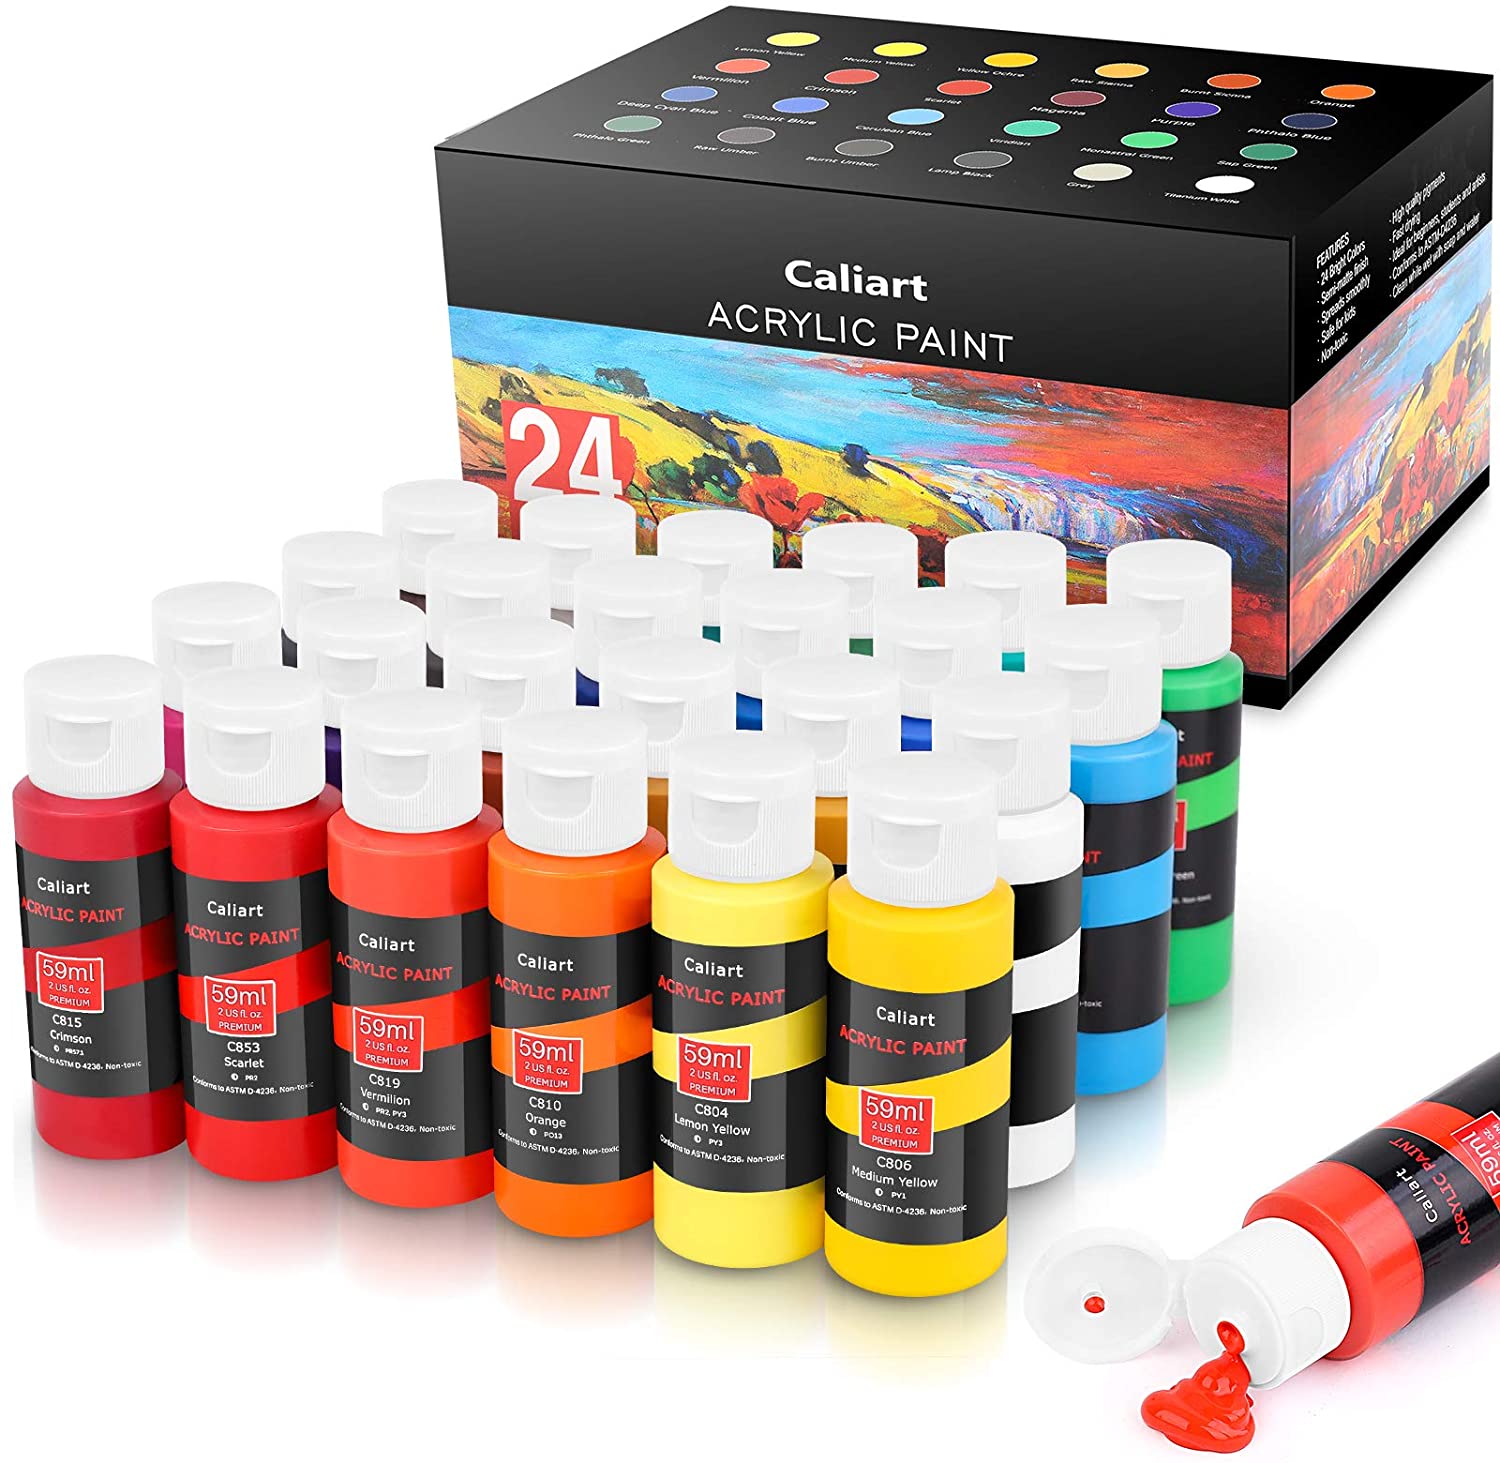 Lemon Yellow
Medium Yellow
Yellow Ochre
Raw Sienna
Burnt Sienna
Orange
Vermilion
Crimson
Scarlet
Magenta
Purple
Phthalo Blue
Deep Cyan Blue
Cobalt Blue
Cerulean Blue
Viridian
Monastral Green
Sap Green
Phthalo Green
Raw Umber
Burnt Umber
Lamp Black
Grey
Titanium White
Caliart
ACRYLIC PAINT
24
FEATURES
· 24 Bright Colors
· Semi-matte finish
· Spreads smoothly
· Safe for kids
· Non-toxic
· High quality pigments
· Fast drying
· Ideal for beginners, students and artists
· Conforms to ASTM-D4236
· Clean while wet with soap and water
Caliart
ACRYLIC PAINT
59ml
2 US fl. oz.
PREMIUM
C815
Crimson
PR57:1
Conforms to ASTM D-4236, Non-toxic
Caliart
ACRYLIC PAINT
59ml
2 US fl. oz.
PREMIUM
C853
Scarlet
PR2
Conforms to ASTM D-4236, Non-toxic
Caliart
ACRYLIC PAINT
59ml
2 US fl. oz.
PREMIUM
C819
Vermilion
PR2, PY3
Conforms to ASTM D-4236, Non-toxic
Caliart
ACRYLIC PAINT
59ml
2 US fl. oz.
PREMIUM
C810
Orange
PO13
Conforms to ASTM D-4236, Non-toxic
Caliart
ACRYLIC PAINT
59ml
2 US fl. oz.
PREMIUM
C804
Lemon Yellow
PY3
Conforms to ASTM D-4236, Non-toxic
Caliart
ACRYLIC PAINT
59ml
2 US fl. oz.
PREMIUM
C806
Medium Yellow
PY1
Conforms to ASTM D-4236, Non-toxic
Caliart
ACRYLIC PAINT
59ml